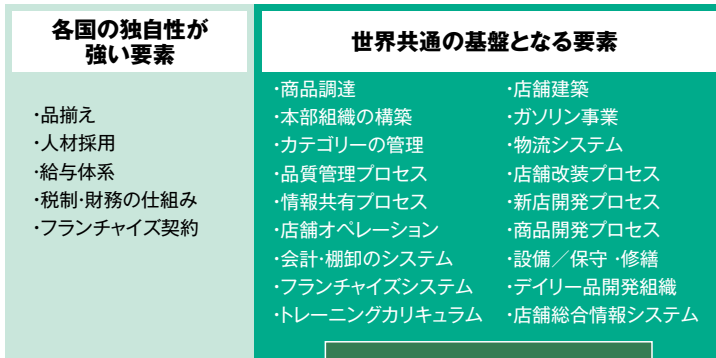 各国の独自性が
強い要素
・品揃え
・人材採用
・給与体系
・税制・財務の仕組み
・フランチャイズ契約
世界共通の基盤となる要素
・商品調達
・本部組織の構築
・カテゴリーの管理
・品質管理プロセス
・情報共有プロセス
・店舗オペレーション
・会計・棚卸のシステム
・フランチャイズシステム
・トレーニングカリキュラム
・店舗建築
・ガソリン事業
・物流システム
・店舗改装プロセス
・新店開発プロセス
・商品開発プロセス
・設備／保守・修繕
・デイリー品開発組織
・店舗総合情報システム